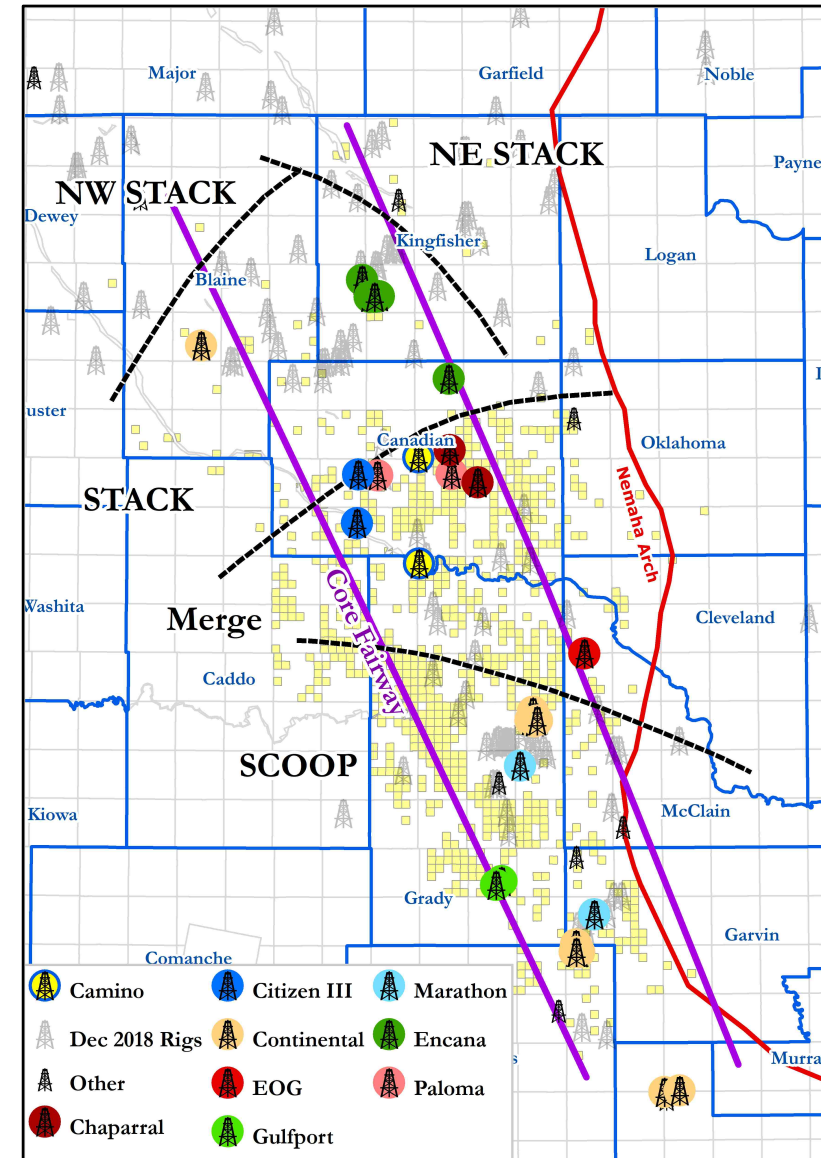 Major
Garfield
Noble
NE STACK
Payne
NW STACK
Dewey
Kingfisher
Logan
Blaine
uster
Canadian
Oklahoma
STACK
Nemaha Arch
Core Fairway
Washita
Merge
Cleveland
Caddo
SCOOP
Kiowa
McClain
Grady
Garvin
Comanche
Camino
Citizen III
Marathon
Dec 2018 Rigs
Continental
Encana
s
Murra
Other
EOG
Paloma
Chaparral
Gulfport